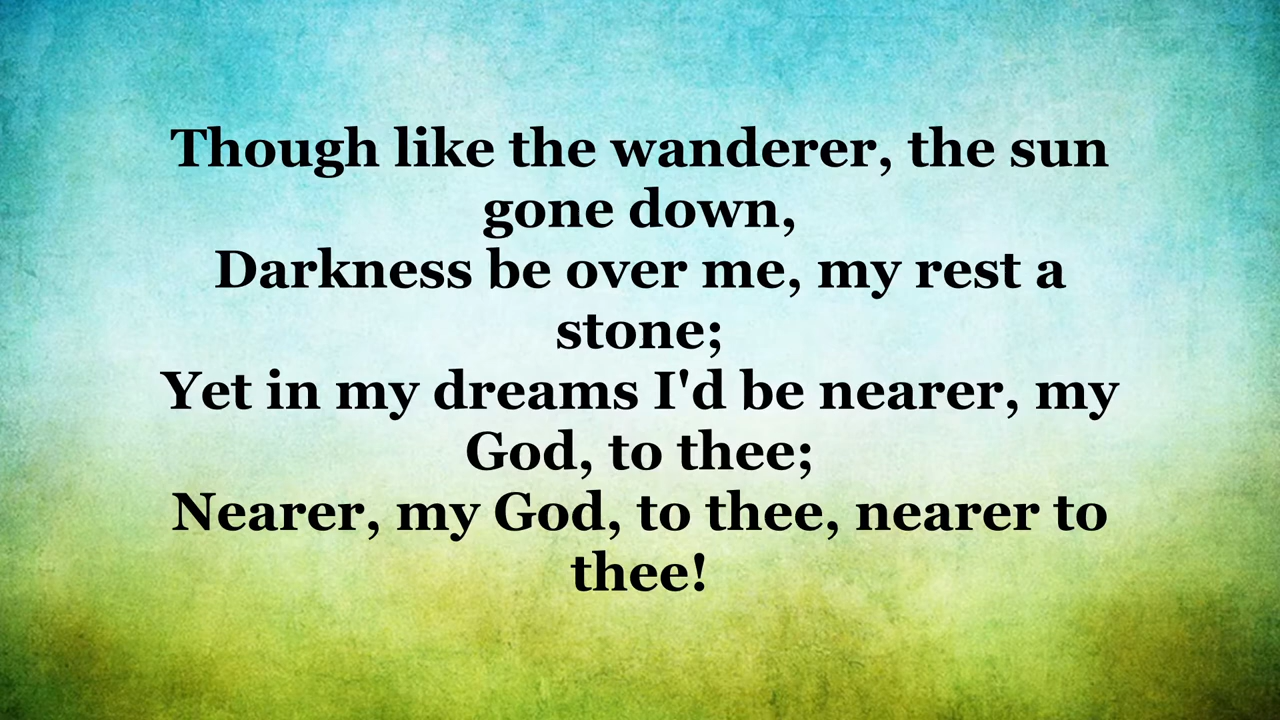 Though like the wanderer, the sun
gone down,
Darkness be over me, my rest a
stone;
Yet in my dreams I'd be nearer, my
God, to thee;
Nearer, my God, to thee, nearer to
thee!